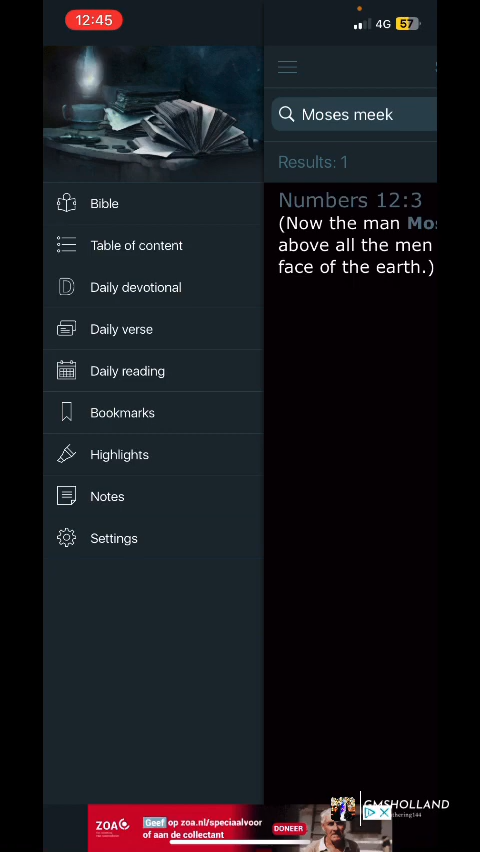 12:45
4G 57
Moses meek
Results: 1
Numbers 12:3
(Now the man Mos
above all the men
face of the earth.)
Bible
Table of content
D Daily devotional
Daily verse
Daily reading
Bookmarks
Highlights
Notes
Settings
GMSHOLLAND
thering144
ZOA
Geef op zoa.nl/speciaalvoor
of aan de collectant
DONEER